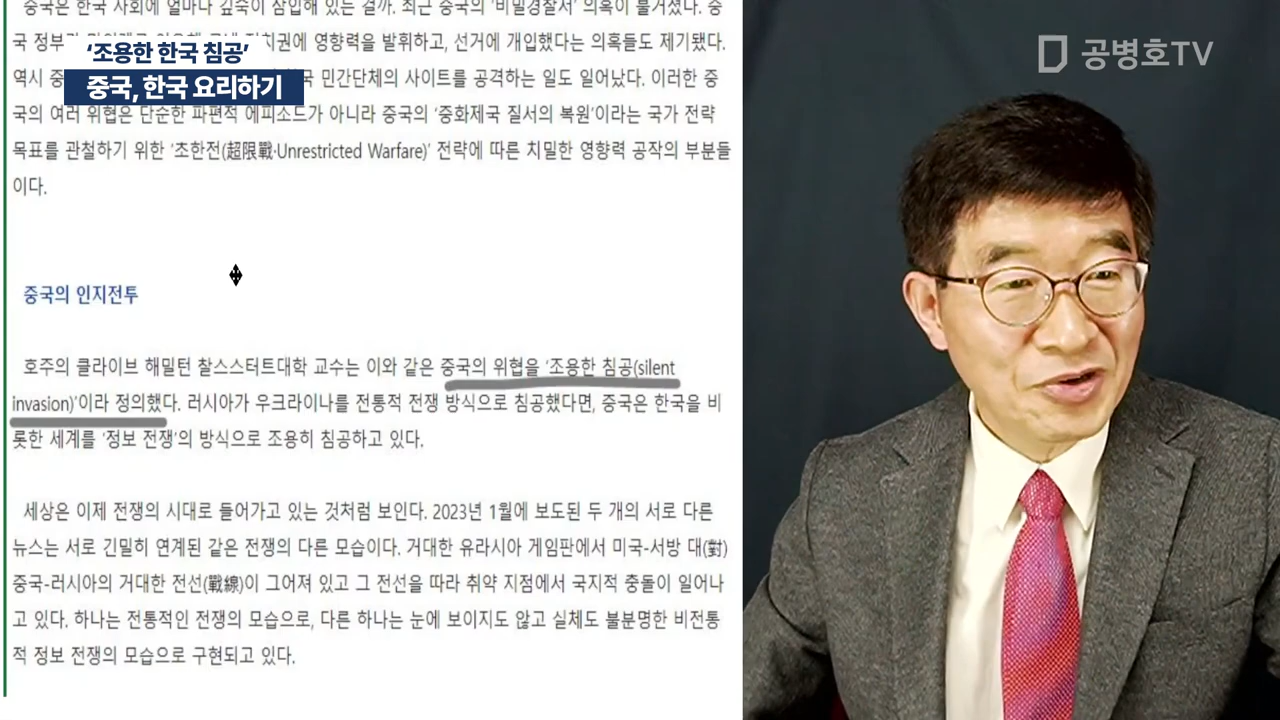 중국은 한국 사회에 얼마나 깊숙이 잠입해 있는 걸까. 최근 중국의 '비밀경찰서' 의혹이 불거졌다. 중
국 정부가 치권에 영향력을 발휘하고, 선거에 개입했다는 의혹들도 제기됐다.
역시 중 국 민간단체의 사이트를 공격하는 일도 일어났다. 이러한 중
국의 여러 위협은 단순한 파편적 에피소드가 아니라 중국의 '중화제국 질서의 복원'이라는 국가 전략
목표를 관철하기 위한 '초한전(超限戰·Unrestricted Warfare)' 전략에 따른 치밀한 영향력 공작의 부분들
이다.
'조용한 한국 침공'
중국, 한국 요리하기
중국의 인지전투
호주의 클라이브 해밀턴 찰스스터트대학 교수는 이와 같은 중국의 위협을 '조용한 침공(silent
invasion)'이라 정의했다. 러시아가 우크라이나를 전통적 전쟁 방식으로 침공했다면, 중국은 한국을 비
롯한 세계를 '정보 전쟁'의 방식으로 조용히 침공하고 있다.
세상은 이제 전쟁의 시대로 들어가고 있는 것처럼 보인다. 2023년 1월에 보도된 두 개의 서로 다른
뉴스는 서로 긴밀히 연계된 같은 전쟁의 다른 모습이다. 거대한 유라시아 게임판에서 미국-서방 대(對)
중국-러시아의 거대한 전선(戰線)이 그어져 있고 그 전선을 따라 취약 지점에서 국지적 충돌이 일어나
고 있다. 하나는 전통적인 전쟁의 모습으로, 다른 하나는 눈에 보이지도 않고 실체도 불분명한 비전통
적 정보 전쟁의 모습으로 구현되고 있다.
공병호TV